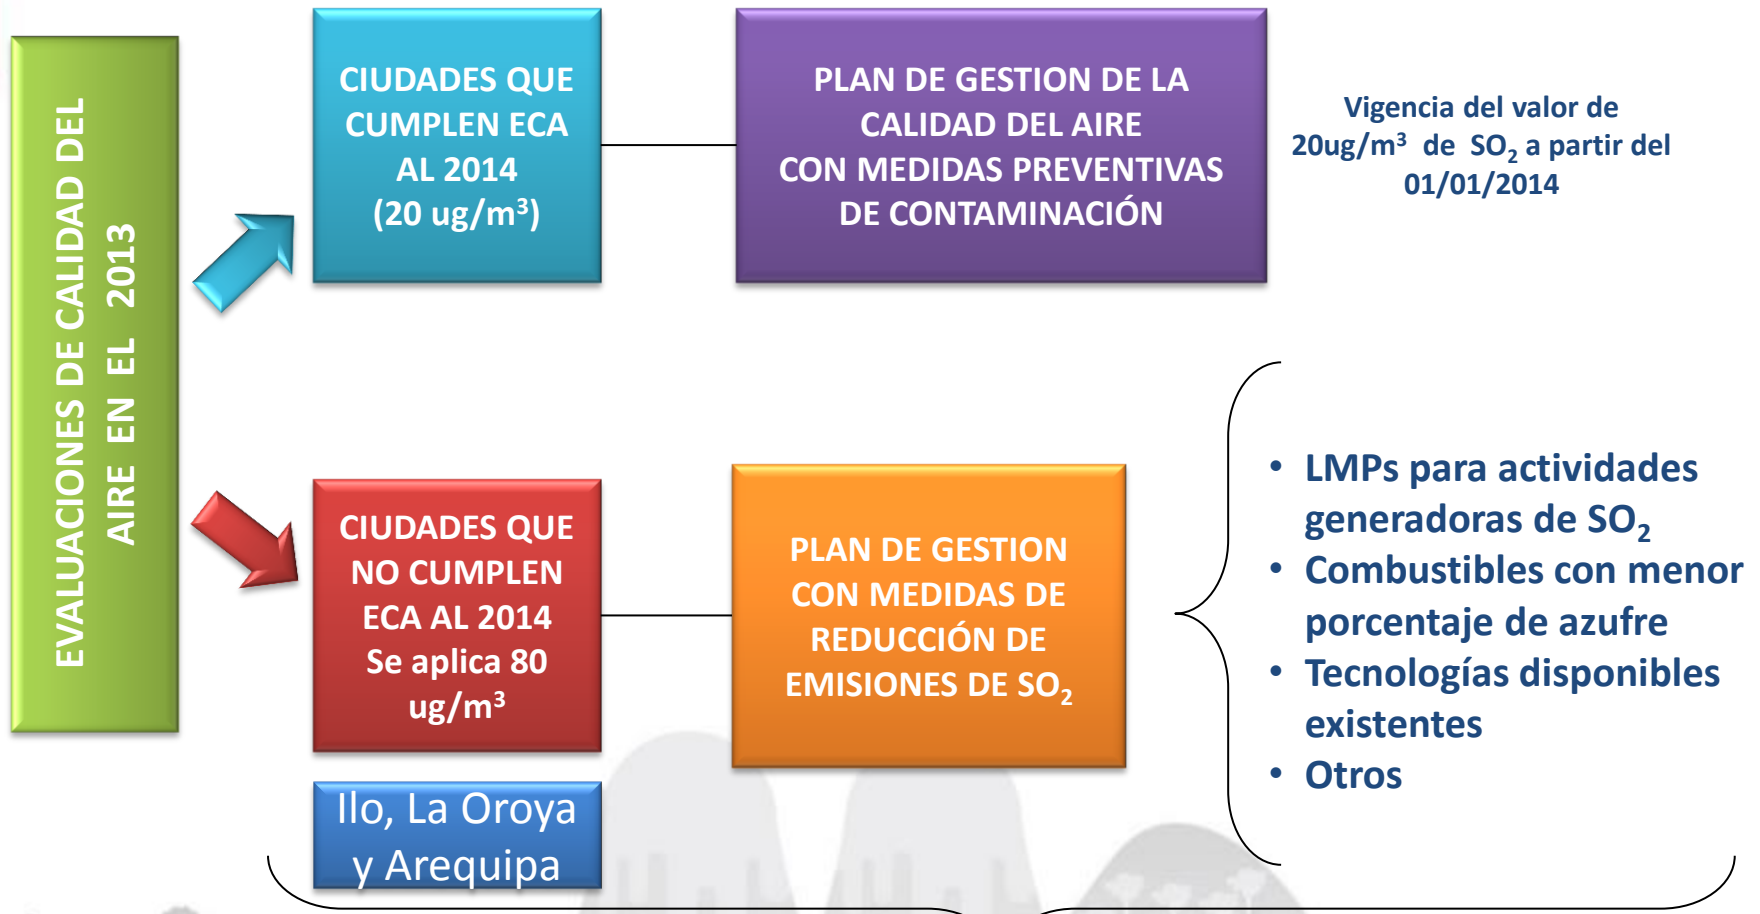 EVALUACIONES DE CALIDAD DEL
AIRE EN EL 2013
CIUDADES QUE
CUMPLEN ECA
AL 2014
(20 ug/m³)
PLAN DE GESTION DE LA
CALIDAD DEL AIRE
CON MEDIDAS PREVENTIVAS
DE CONTAMINACIÓN
Vigencia del valor de
20ug/m³ de SO₂ a partir del
01/01/2014
CIUDADES QUE
NO CUMPLEN
ECA AL 2014
Se aplica 80
ug/m³
PLAN DE GESTION
CON MEDIDAS DE
REDUCCIÓN DE
EMISIONES DE SO₂
• LMPs para actividades
generadoras de SO₂
• Combustibles con menor
porcentaje de azufre
• Tecnologías disponibles
existentes
• Otros
Ilo, La Oroya
y Arequipa